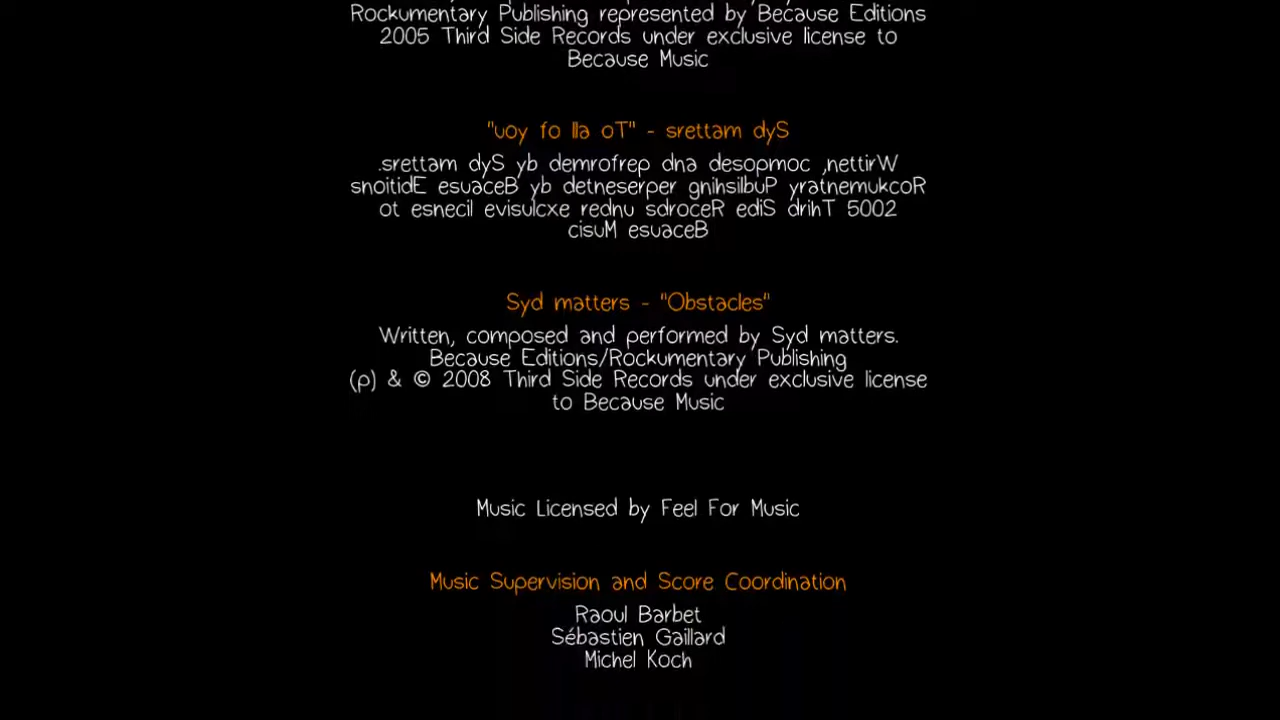 Rockumentary Publishing represented by Because Editions
2005 Third Side Records under exclusive license to
Because Music
"uoy fo lla oT" - srettam dyS
.srettam dyS yb demrofrep dna desopmoc ,nettirW
snoitidE esuaceB yb detneserper gnihsilbuP yratnemukcoR
ot esnecil evisulcxe rednu sdroceR ediS drihT 5002
cisuM esuaceB
Syd matters - "Obstacles"
Written, composed and performed by Syd matters.
Because Editions/Rockumentary Publishing
(p) & © 2008 Third Side Records under exclusive license
to Because Music
Music Licensed by Feel For Music
Music Supervision and Score Coordination
Raoul Barbet
Sébastien Gaillard
Michel Koch